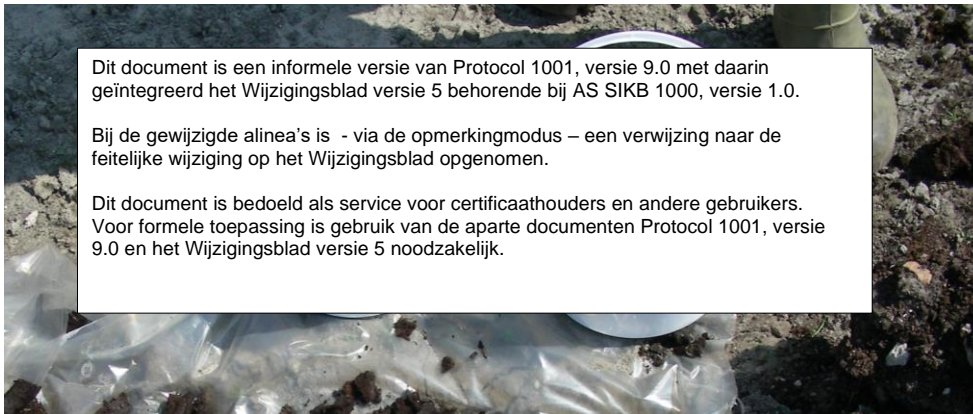 Dit document is een informele versie van Protocol 1001, versie 9.0 met daarin
geïntegreerd het Wijzigingsblad versie 5 behorende bij AS SIKB 1000, versie 1.0.
Bij de gewijzigde alinea's is - via de opmerkingmodus – een verwijzing naar de
feitelijke wijziging op het Wijzigingsblad opgenomen.
Dit document is bedoeld als service voor certificaathouders en andere gebruikers.
Voor formele toepassing is gebruik van de aparte documenten Protocol 1001, versie
9.0 en het Wijzigingsblad versie 5 noodzakelijk.